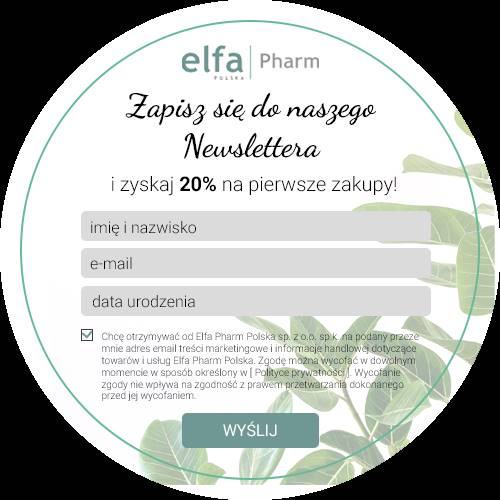 elfa Pharm
POLSKA
Zapisz się do naszego
Newslettera
i zyskaj 20% na pierwsze zakupy!
imię i nazwisko
e-mail
data urodzenia
Chcę otrzymywać od Elfa Pharm Polska sp. z o.o. sp.k. na podany przeze
mnie adres email treści marketingowe i informacje handlowej dotyczące
towarów i usług Elfa Pharm Polska. Zgodę można wycofać w dowolnym
momencie w sposób określony w [ Polityce prywatności ]. Wycofanie
zgody nie wpływa na zgodność z prawem przetwarzania dokonanego
przed jej wycofaniem.
WYŚLIJ